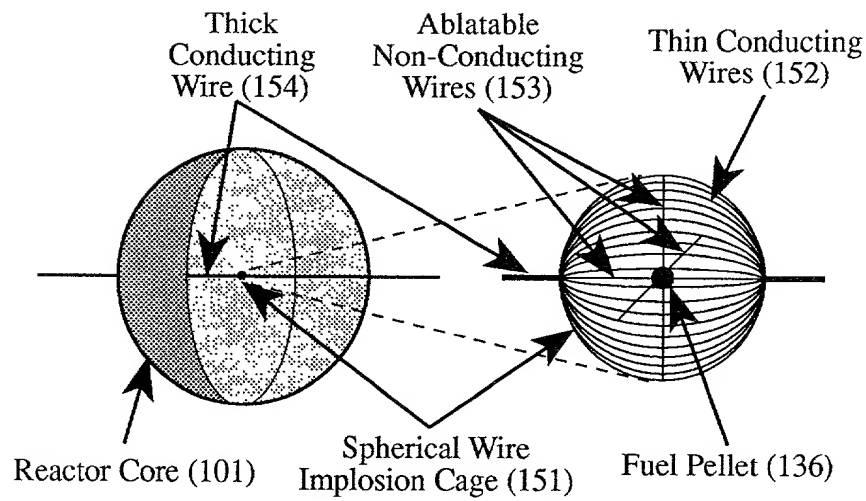 Thick
Conducting
Wire (154)
Ablatable
Non-Conducting
Wires (153)
Thin Conducting
Wires (152)
Reactor Core (101)
Spherical Wire
Implosion Cage (151)
Fuel Pellet (136)